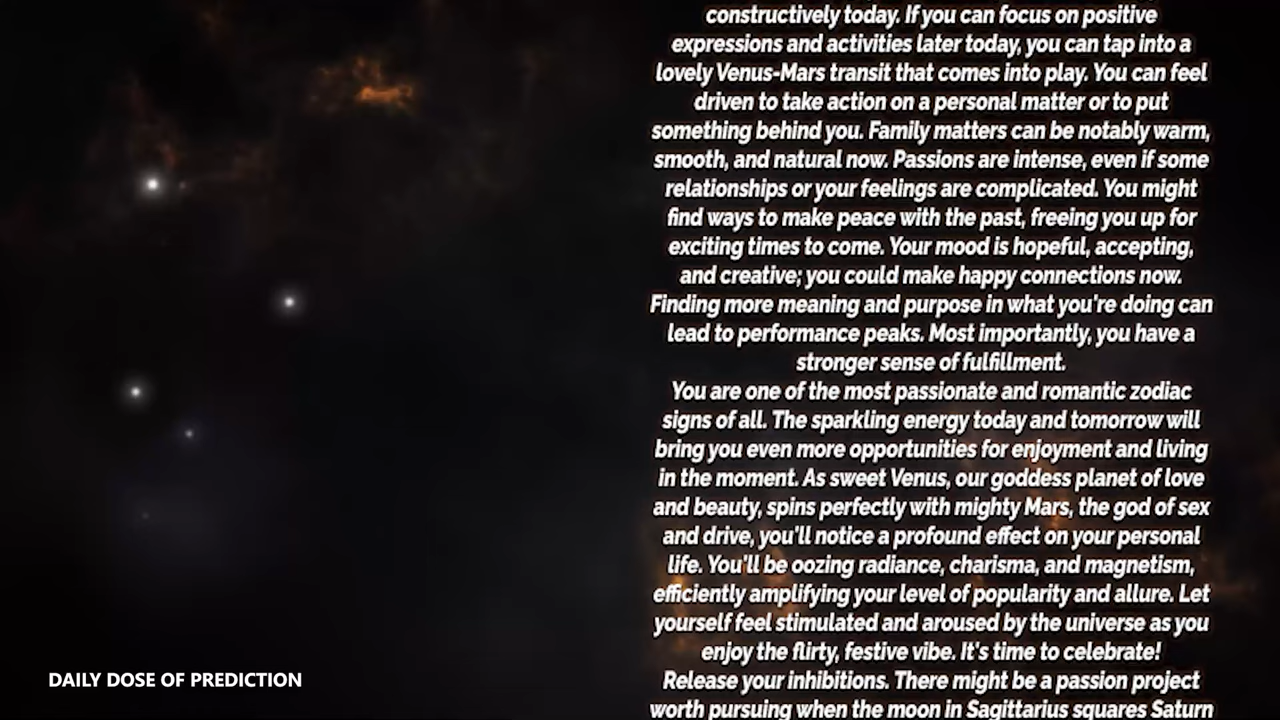 constructively today. If you can focus on positive
expressions and activities later today, you can tap into a
lovely Venus-Mars transit that comes into play. You can feel
driven to take action on a personal matter or to put
something behind you. Family matters can be notably warm,
smooth, and natural now. Passions are intense, even if some
relationships or your feelings are complicated. You might
find ways to make peace with the past, freeing you up for
exciting times to come. Your mood is hopeful, accepting,
and creative; you could make happy connections now.
Finding more meaning and purpose in what you're doing can
lead to performance peaks. Most importantly, you have a
stronger sense of fulfillment.
You are one of the most passionate and romantic zodiac
signs of all. The sparkling energy today and tomorrow will
bring you even more opportunities for enjoyment and living
in the moment. As sweet Venus, our goddess planet of love
and beauty, spins perfectly with mighty Mars, the god of sex
and drive, you'll notice a profound effect on your personal
life. You'll be oozing radiance, charisma, and magnetism,
efficiently amplifying your level of popularity and allure. Let
yourself feel stimulated and aroused by the universe as you
enjoy the flirty, festive vibe. It's time to celebrate!
Release your inhibitions. There might be a passion project
worth pursuing when the moon in Sagittarius squares Saturn
DAILY DOSE OF PREDICTION